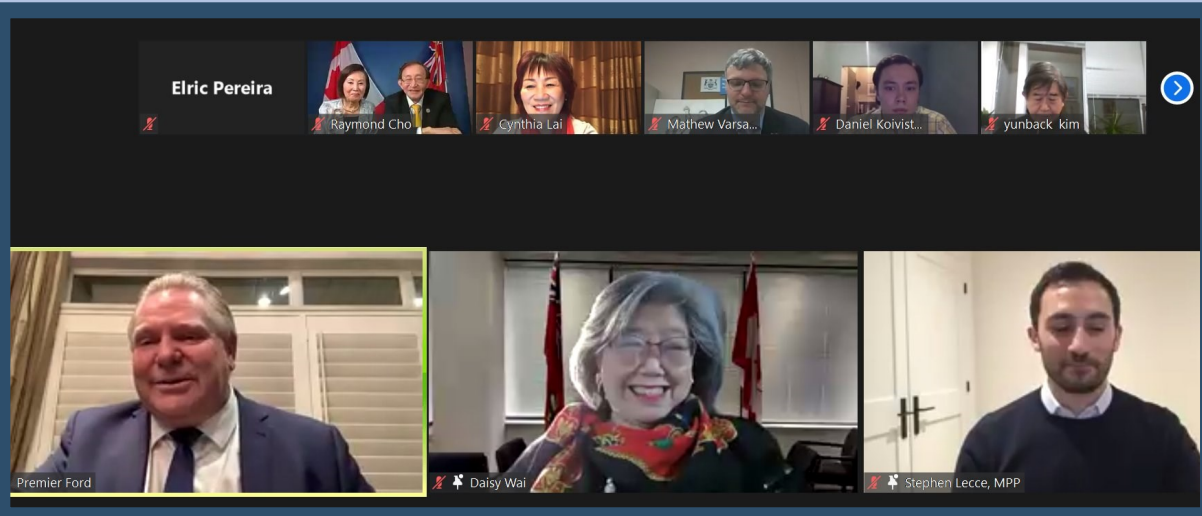 Elric Pereira
Raymond Cho
Cynthia Lai
Mathew Varsa...
Daniel Koivist...
yunback kim
Premier Ford
Daisy Wai
Stephen Lecce, MPP